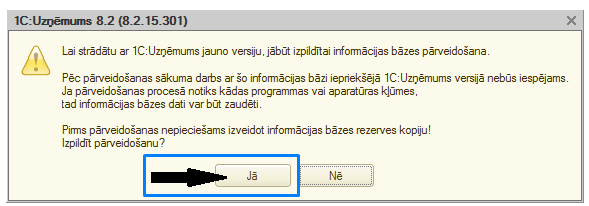 1C:Uzņēmums 8.2 (8.2.15.301)
Lai strādātu ar 1C:Uzņēmums jauno versiju, jābūt izpildītai informācijas bāzes pārveidošana.
Pēc pārveidošanas sākuma darbs ar šo informācijas bāzi iepriekšējā 1C:Uzņēmums versijā nebūs iespējams.
Ja pārveidošanas procesā notiks kādas programmas vai aparatūras kļūmes,
tad informācijas bāzes dati var būt zaudēti.
Pirms pārveidošanas nepieciešams izveidot informācijas bāzes rezerves kopiju!
Izpildīt pārveidošanu?
Jā Nē